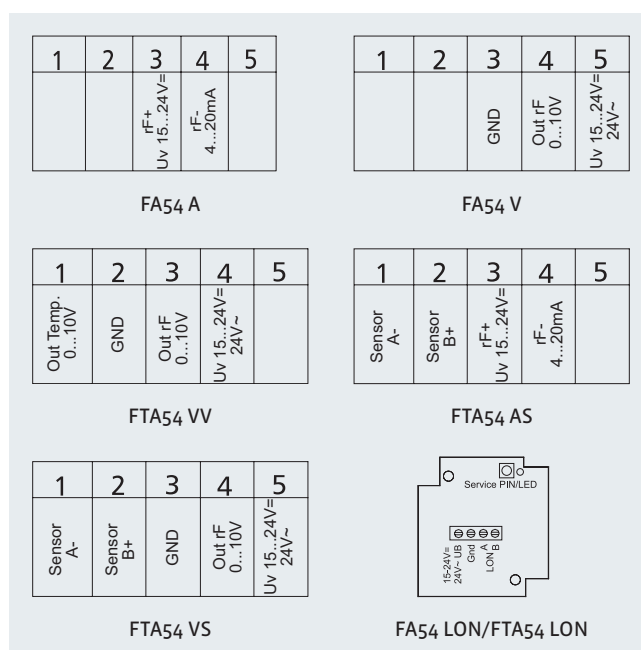 1 2 3 4 5
rF+
Uv 15...24V=
rF-
4...20mA
FA54 A
1 2 3 4 5
GND
Out rF
0...10V
Uv 15...24V=
24V~
FA54 V
1 2 3 4 5
Out Temp.
0...10V
GND
Out rF
0...10V
Uv 15...24V=
24V~
FTA54 VV
1 2 3 4 5
Sensor
A-
Sensor
B+
rF+
Uv 15...24V=
rF-
4...20mA
FTA54 AS
1 2 3 4 5
Sensor
A-
Sensor
B+
GND
Out rF
0...10V
Uv 15...24V=
24V~
FTA54 VS
Service PIN/LED
15-24V=
24V~ UB
Gnd
A
LON
B
FA54 LON/FTA54 LON